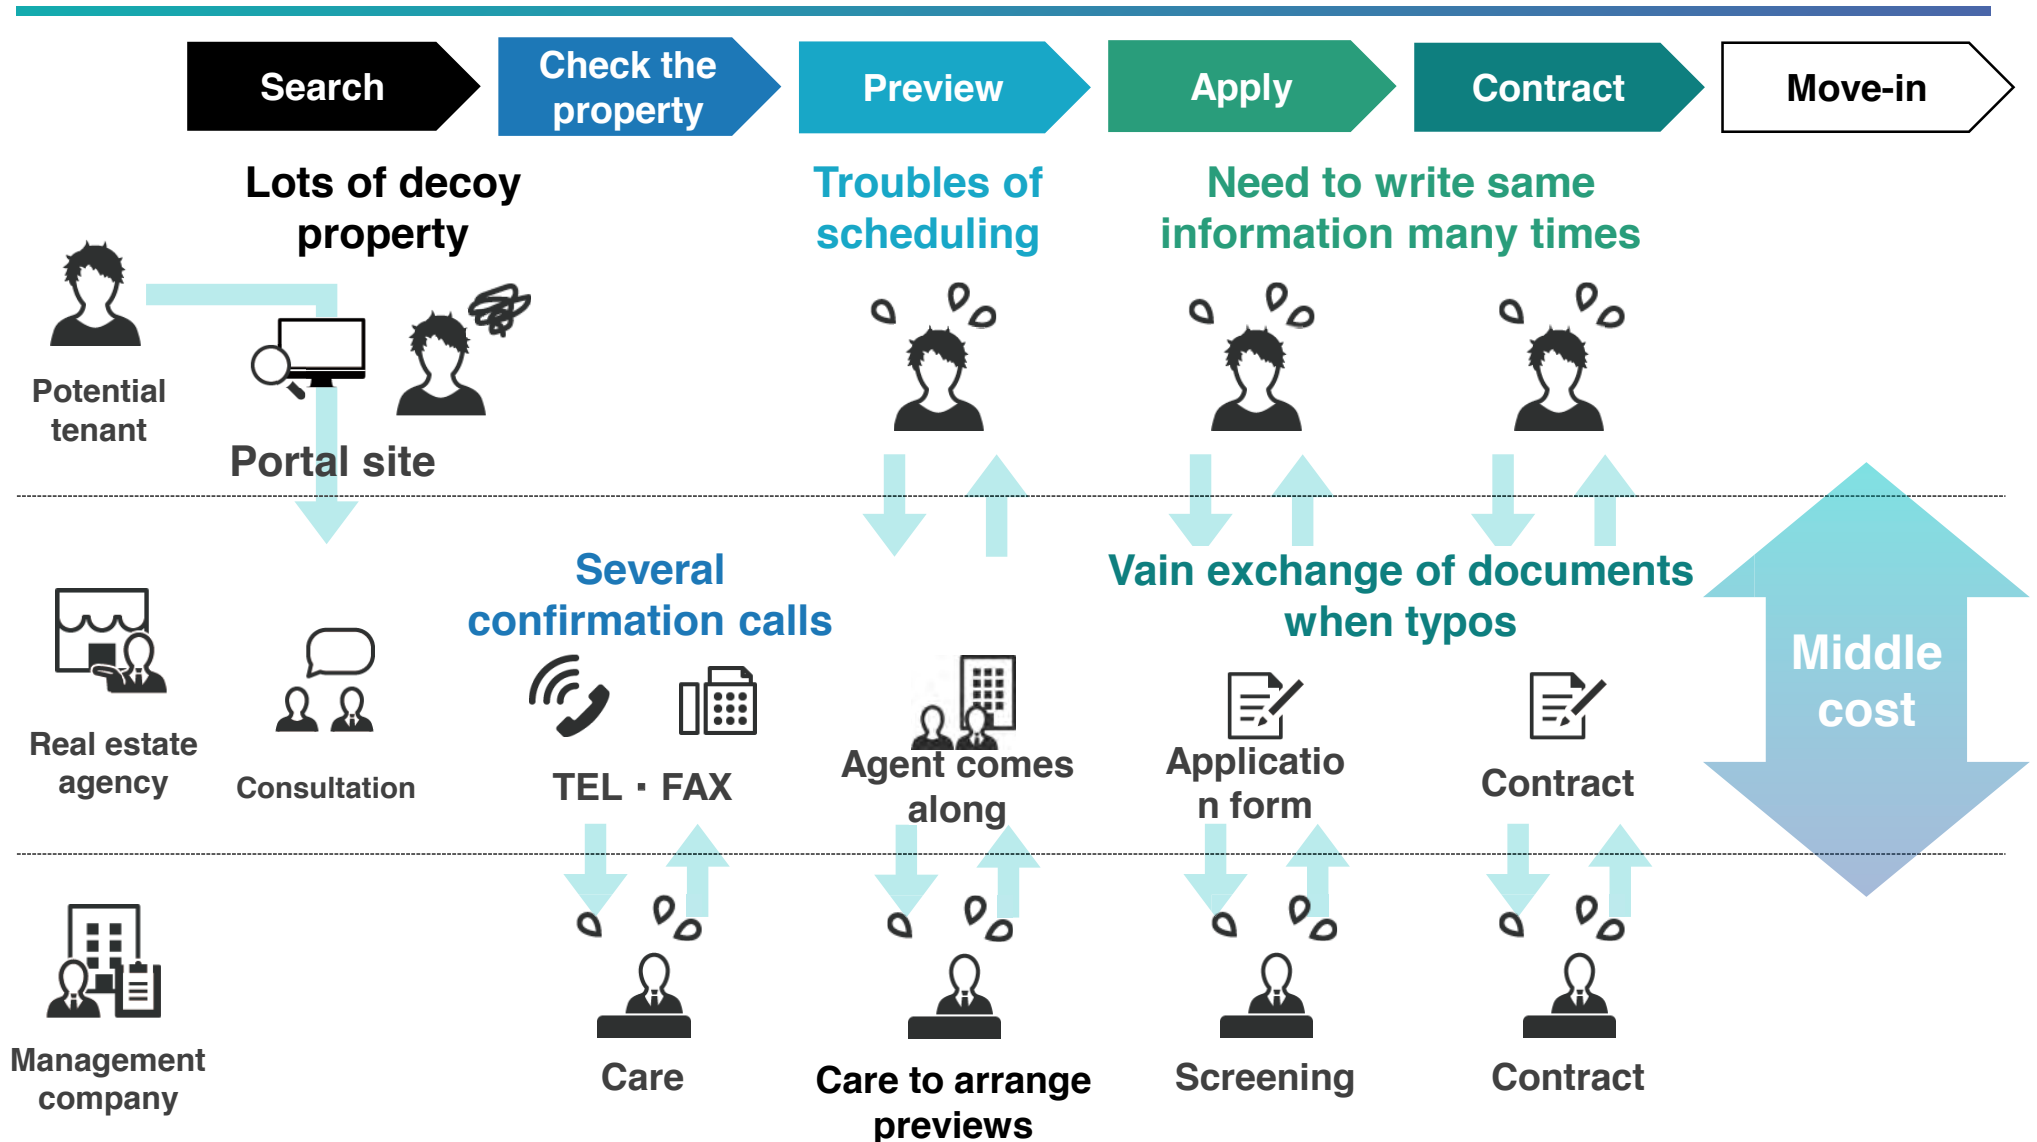 Search
Check the
property
Preview
Apply
Contract
Move-in
Lots of decoy
property
Troubles of
scheduling
Need to write same
information many times
Potential
tenant
Portal site
Several
confirmation calls
Vain exchange of documents
when typos
Middle
cost
Real estate
agency
Consultation
TEL・FAX
Agent comes
along
Applicatio
n form
Contract
Management
company
Care
Care to arrange
previews
Screening
Contract